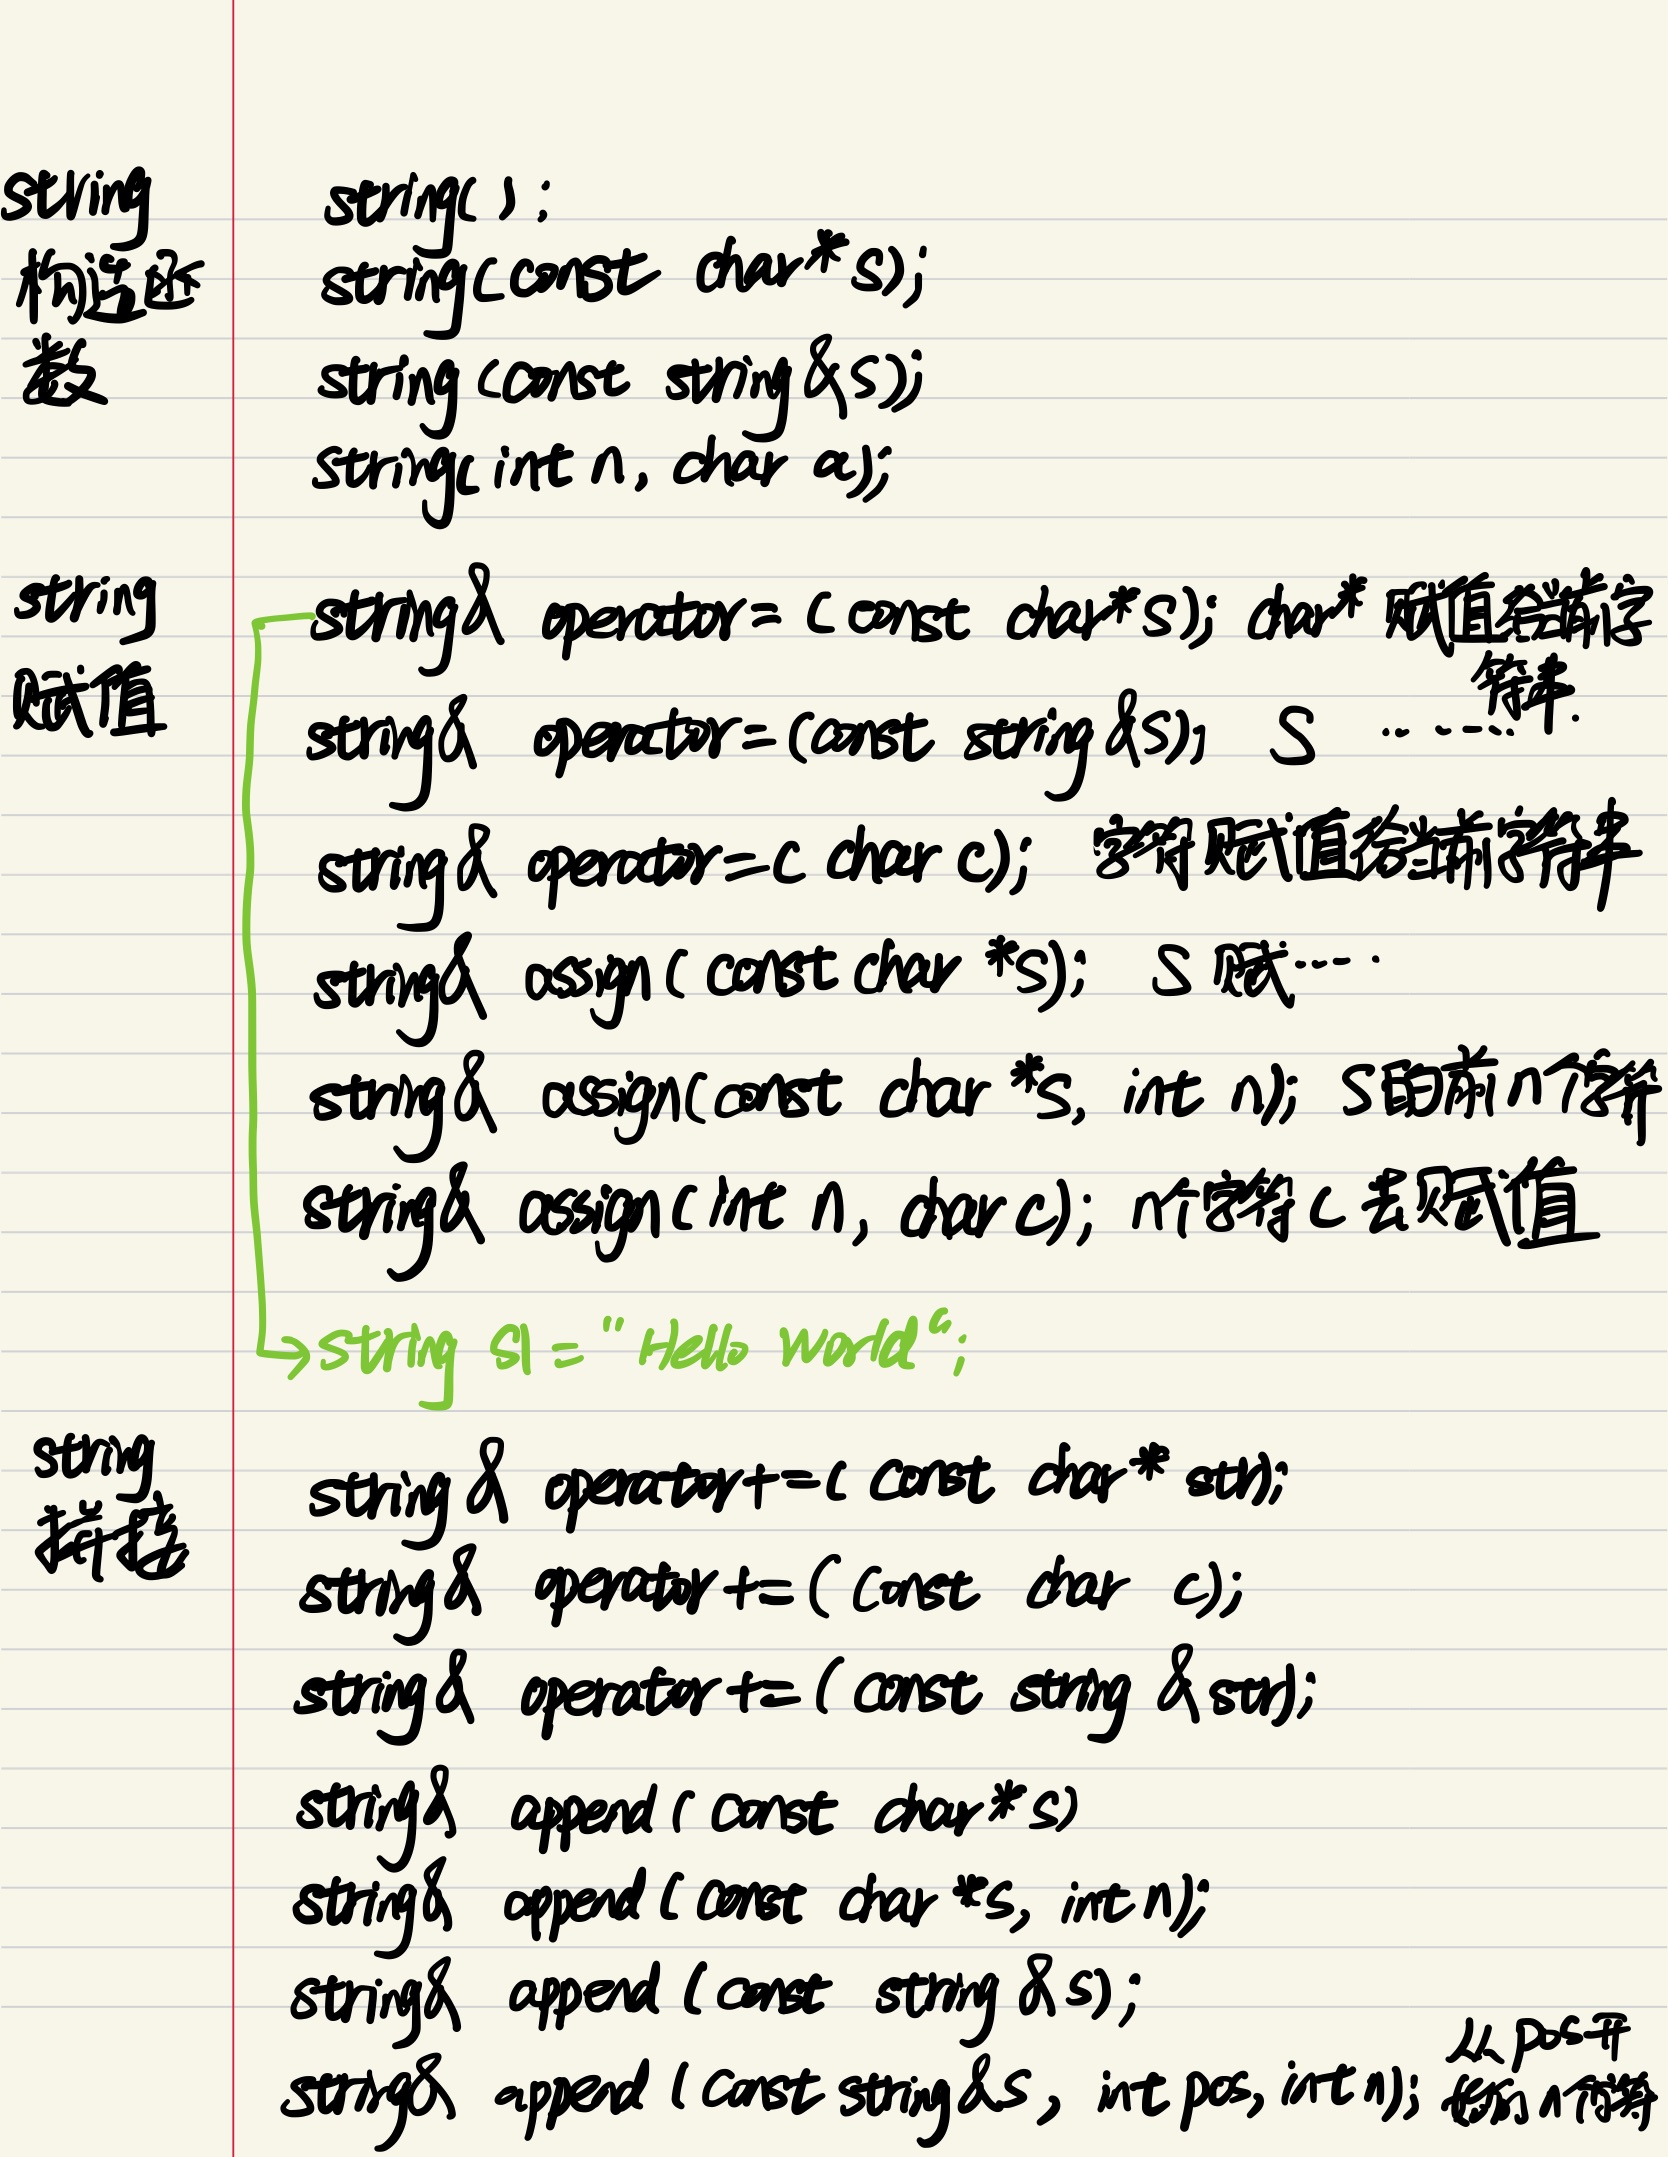 string
构造函
数
string();
string(const char* s);
string(const string &s);
string(int n, char a);
string
赋值
string& operator=(const char* s); char* 赋值给当前字
符串.
string& operator=(const string &s); S ········
string& operator=(char c); 字符赋值给当前字符串
string& assign(const char *s); S 赋·····
string& assign(const char *s, int n); S的前n个字符
string& assign(int n, char c); n个字符c去赋值
string s1 = "Hello World";
string
拼接
string & operator+=(const char* str);
string& operator+=(const char c);
string& operator+=(const string &str);
string& append(const char* s)
string& append(const char *s, int n);
string& append(const string &s);
string& append(const string &s, int pos, int n); 从pos开
始的n个字符